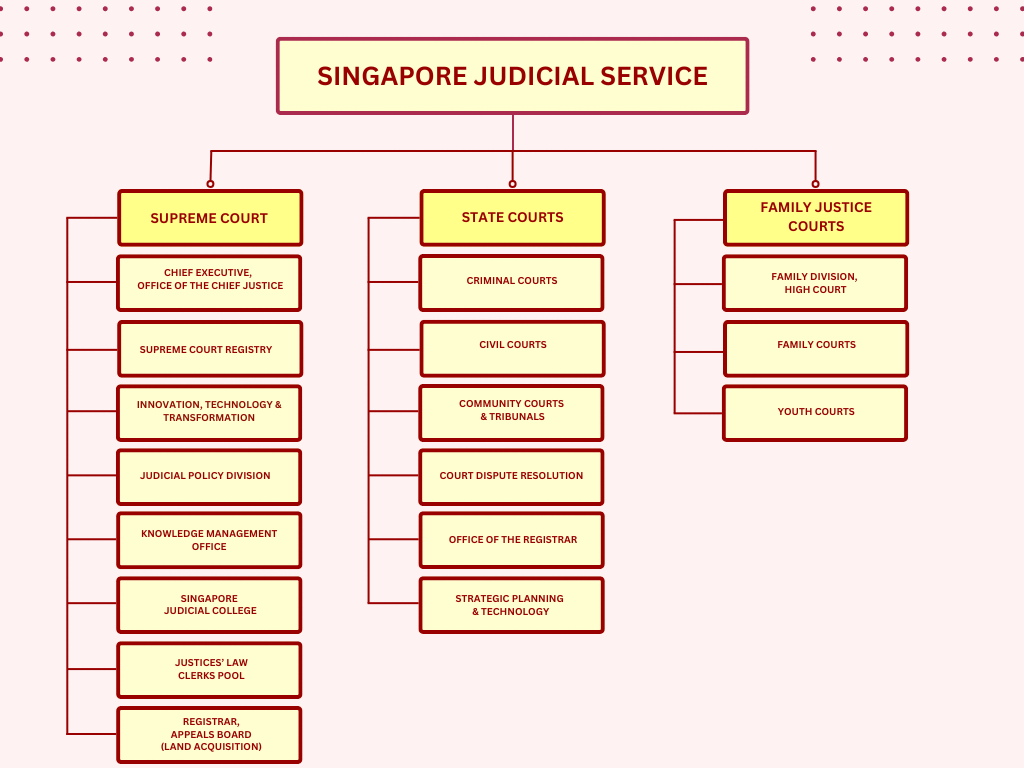 SINGAPORE JUDICIAL SERVICE
SUPREME COURT
CHIEF EXECUTIVE,
OFFICE OF THE CHIEF JUSTICE
SUPREME COURT REGISTRY
INNOVATION, TECHNOLOGY &
TRANSFORMATION
JUDICIAL POLICY DIVISION
KNOWLEDGE MANAGEMENT
OFFICE
SINGAPORE
JUDICIAL COLLEGE
JUSTICES' LAW
CLERKS POOL
REGISTRAR,
APPEALS BOARD
(LAND ACQUISITION)
STATE COURTS
CRIMINAL COURTS
CIVIL COURTS
COMMUNITY COURTS
& TRIBUNALS
COURT DISPUTE RESOLUTION
OFFICE OF THE REGISTRAR
STRATEGIC PLANNING
& TECHNOLOGY
FAMILY JUSTICE
COURTS
FAMILY DIVISION,
HIGH COURT
FAMILY COURTS
YOUTH COURTS